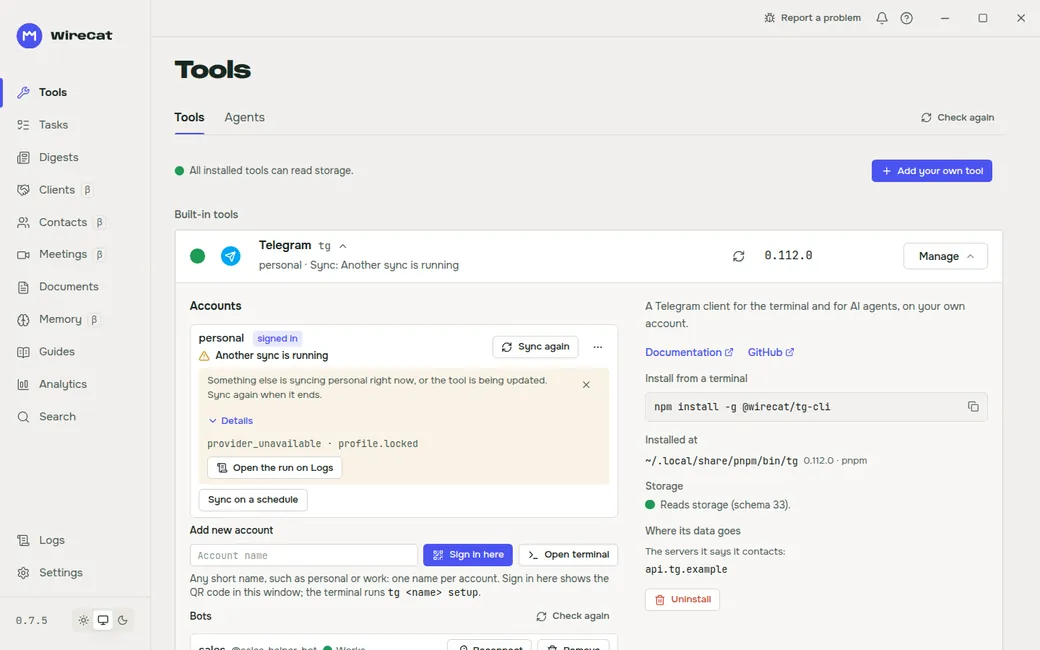 Report a problem
wirecat
Tools
Tasks
Digests
Clients β
Contacts β
Meetings β
Documents
Memory β
Guides
Analytics
Search
Logs
Settings
0.7.5
Tools
Tools
Agents
Check again
All installed tools can read storage.
Add your own tool
Built-in tools
Telegram tg
personal · Sync: Another sync is running
0.112.0
Manage
Accounts
personal signed in
Another sync is running
Sync again
Something else is syncing personal right now, or the tool is being updated.
Sync again when it ends.
Details
provider_unavailable · profile.locked
Open the run on Logs
Sync on a schedule
Add new account
Account name
Sign in here
Open terminal
Any short name, such as personal or work: one name per account. Sign in here shows the
QR code in this window; the terminal runs tg <name> setup.
Bots
Check again
sales @sales_helper_bot Works
Reconnect
Remove
A Telegram client for the terminal and for AI agents, on your own
account.
Documentation
GitHub
Install from a terminal
npm install -g @wirecat/tg-cli
Installed at
~/.local/share/pnpm/bin/tg 0.112.0 · pnpm
Storage
Reads storage (schema 33).
Where its data goes
The servers it says it contacts:
api.tg.example
Uninstall